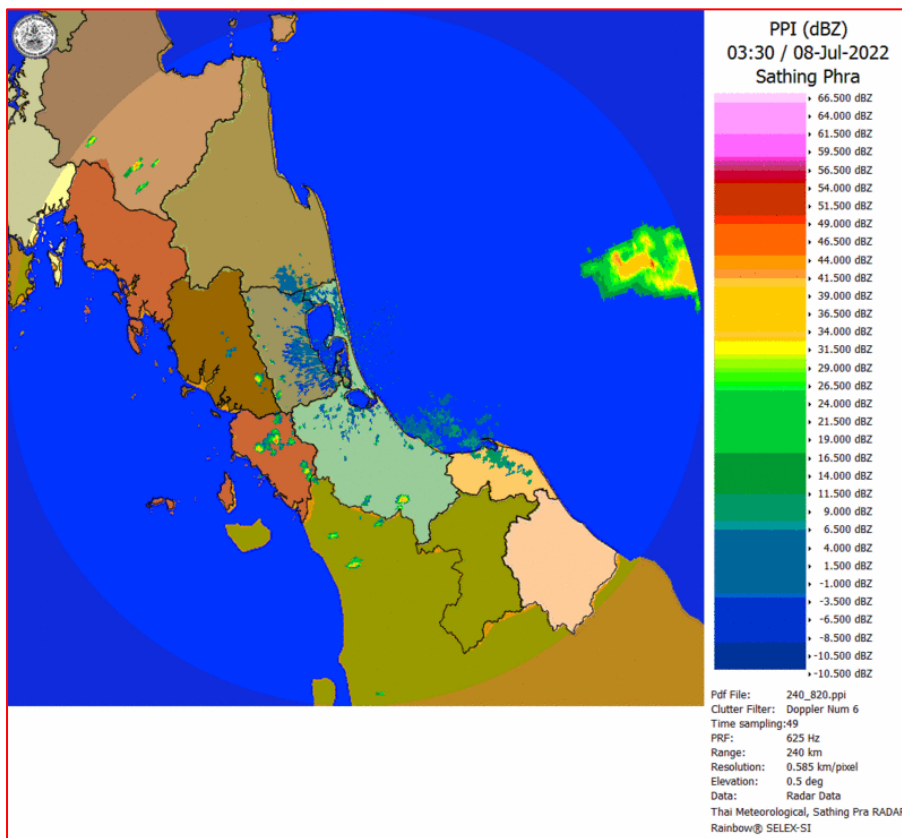 PPI (dBZ)
03:30 / 08-Jul-2022
Sathing Phra
66.500 dBZ
64.000 dBZ
61.500 dBZ
59.500 dBZ
56.500 dBZ
54.000 dBZ
51.500 dBZ
49.000 dBZ
46.500 dBZ
44.000 dBZ
41.500 dBZ
39.000 dBZ
36.500 dBZ
34.000 dBZ
31.500 dBZ
29.000 dBZ
26.500 dBZ
24.000 dBZ
19.000 dBZ
16.500 dBZ
14.000 dBZ
11.500 dBZ
9.000 dBZ
6.500 dBZ
4.000 dBZ
1.500 dBZ
-1.000 dBZ
-3.500 dBZ
-6.500 dBZ
-8.500 dBZ
-10.500 dBZ
-10.500 dBZ
Pdf File: 240_820.ppi
Clutter Filter: Doppler Num 6
Time sampling:49
PRF: 625 Hz
Range: 240 km
Resolution: 0.585 km/pixel
Elevation: 0.5 deg
Data: Radar Data
Thai Meteorological, Sathing Pra RADAR
Rainbow® SELEX-SI